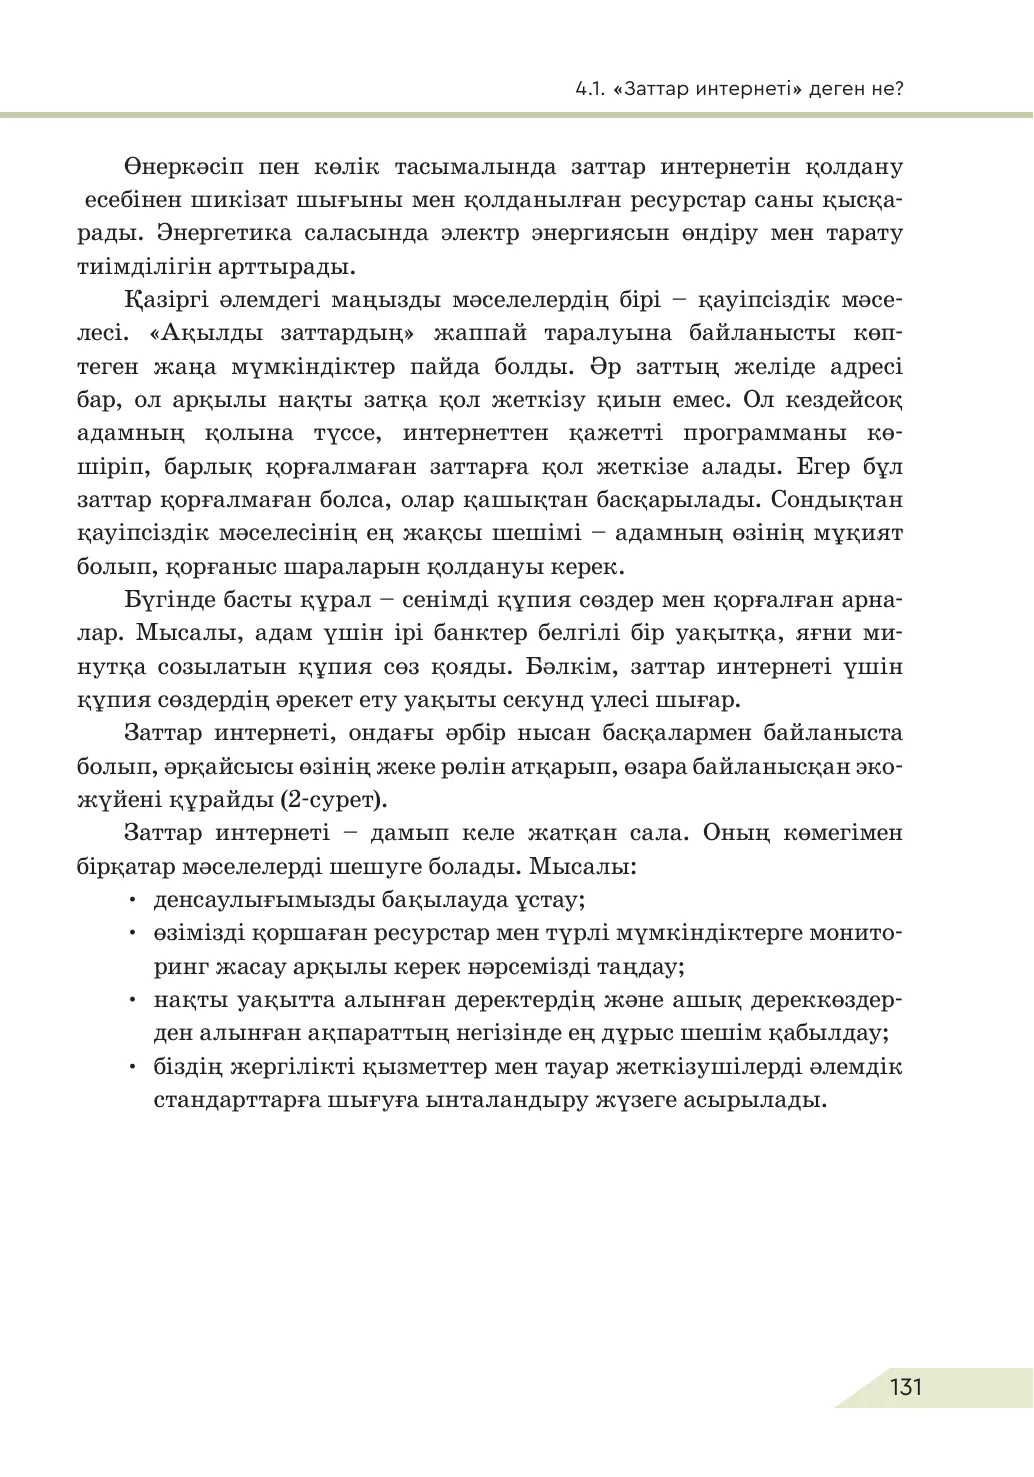 4.1. «Заттар интернеті» деген не?
Өнеркәсіп пен көлік тасымалында заттар интернетін қолдану
есебінен шикізат шығыны мен қолданылған ресурстар саны қысқа-
рады. Энергетика саласында электр энергиясын өндіру мен тарату
тиімділігін арттырады.
Қазіргі әлемдегі маңызды мәселелердің бірі – қауіпсіздік мәсе-
лесі. «Ақылды заттардың» жаппай таралуына байланысты көп-
теген жаңа мүмкіндіктер пайда болды. Әр заттың желіде адресі
бар, ол арқылы нақты затқа қол жеткізу қиын емес. Ол кездейсоқ
адамның қолына түссе, интернеттен қажетті программаны кө-
шіріп, барлық қорғалмаған заттарға қол жеткізе алады. Егер бұл
заттар қорғалмаған болса, олар қашықтан басқарылады. Сондықтан
қауіпсіздік мәселесінің ең жақсы шешімі – адамның өзінің мұқият
болып, қорғаныс шараларын қолдануы керек.
Бүгінде басты құрал – сенімді құпия сөздер мен қорғалған арна-
лар. Мысалы, адам үшін ірі банктер белгілі бір уақытқа, яғни ми-
нутқа созылатын құпия сөз қояды. Бәлкім, заттар интернеті үшін
құпия сөздердің әрекет ету уақыты секунд үлесі шығар.
Заттар интернеті, ондағы әрбір нысан басқалармен байланыста
болып, әрқайсысы өзінің жеке рөлін атқарып, өзара байланысқан эко-
жүйені құрайды (2-сурет).
Заттар интернеті – дамып келе жатқан сала. Оның көмегімен
бірқатар мәселелерді шешуге болады. Мысалы:
• денсаулығымызды бақылауда ұстау;
• өзімізді қоршаған ресурстар мен түрлі мүмкіндіктерге монито-
ринг жасау арқылы керек нәрсемізді таңдау;
• нақты уақытта алынған деректердің және ашық дереккөздер-
ден алынған ақпараттың негізінде ең дұрыс шешім қабылдау;
• біздің жергілікті қызметтер мен тауар жеткізушілерді әлемдік
стандарттарға шығуға ынталандыру жүзеге асырылады.
131